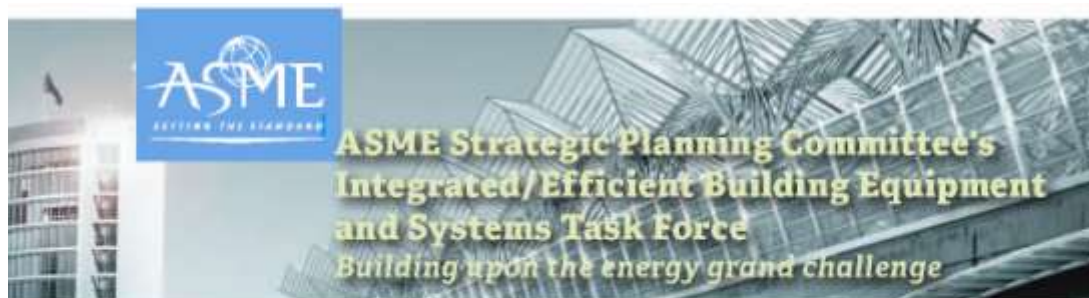 ASME
SETTING THE STANDARD
ASME Strategic Planning Committee's
Integrated/Efficient Building Equipment
and Systems Task Force
Building upon the energy grand challenge